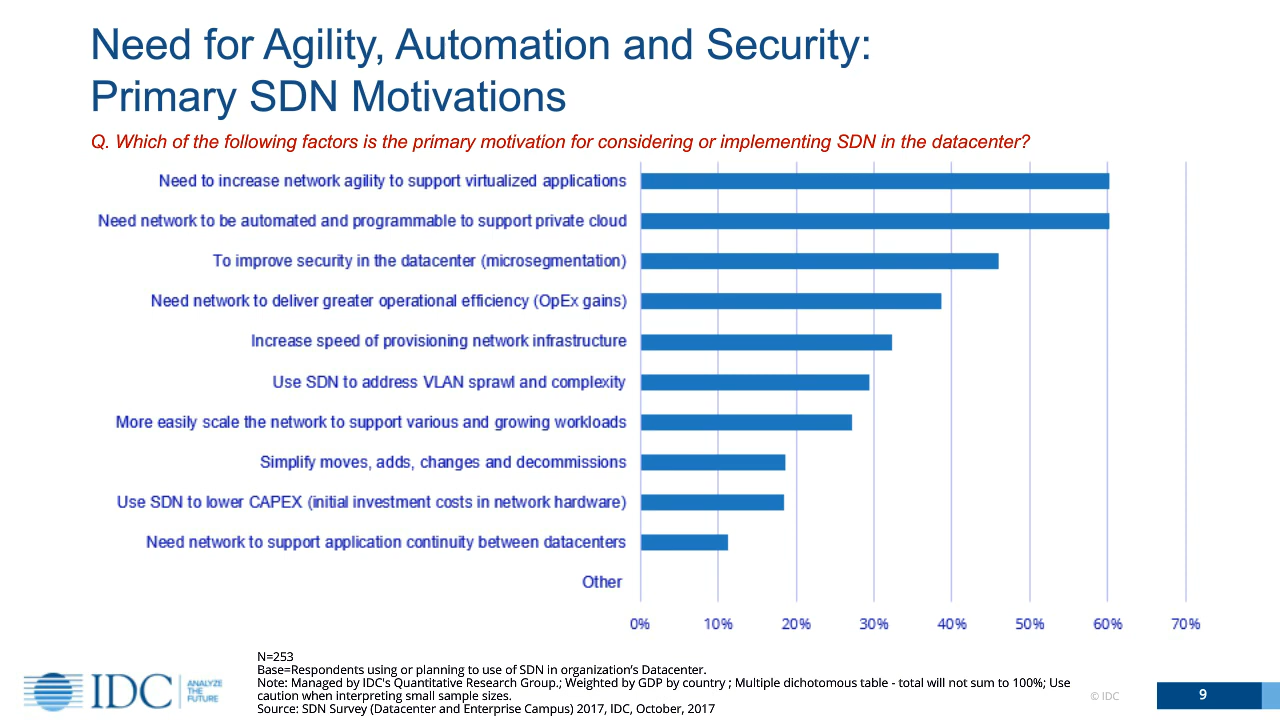 Need for Agility, Automation and Security:
Primary SDN Motivations
Q. Which of the following factors is the primary motivation for considering or implementing SDN in the datacenter?
Need to increase network agility to support virtualized applications
Need network to be automated and programmable to support private cloud
To improve security in the datacenter (microsegmentation)
Need network to deliver greater operational efficiency (OpEx gains)
Increase speed of provisioning network infrastructure
Use SDN to address VLAN sprawl and complexity
More easily scale the network to support various and growing workloads
Simplify moves, adds, changes and decommissions
Use SDN to lower CAPEX (initial investment costs in network hardware)
Need network to support application continuity between datacenters
Other
0% 10% 20% 30% 40% 50% 60% 70%
N=253
Base=Respondents using or planning to use of SDN in organization's Datacenter.
Note: Managed by IDC's Quantitative Research Group.; Weighted by GDP by country ; Multiple dichotomous table - total will not sum to 100%; Use
caution when interpreting small sample sizes.
Source: SDN Survey (Datacenter and Enterprise Campus) 2017, IDC, October, 2017
IDC
ANALYZE
THE
FUTURE
© IDC
9